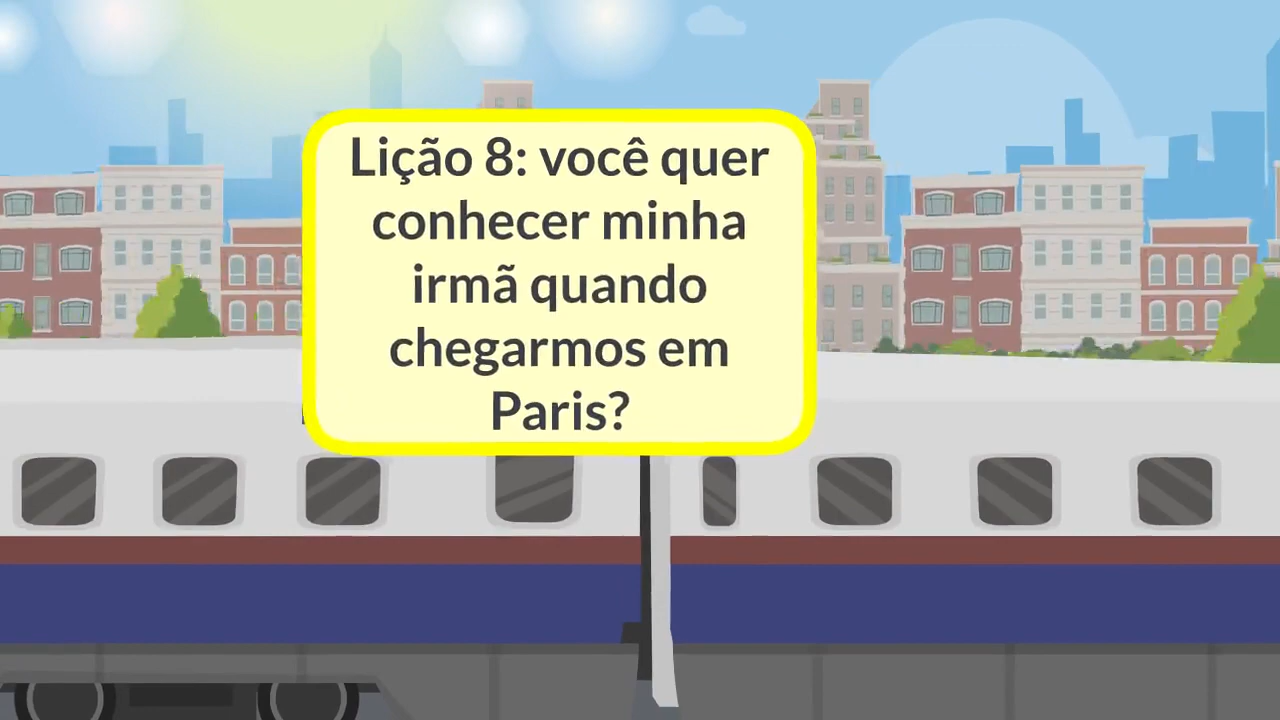 Lição 8: você quer
conhecer minha
irmã quando
chegarmos em
Paris?